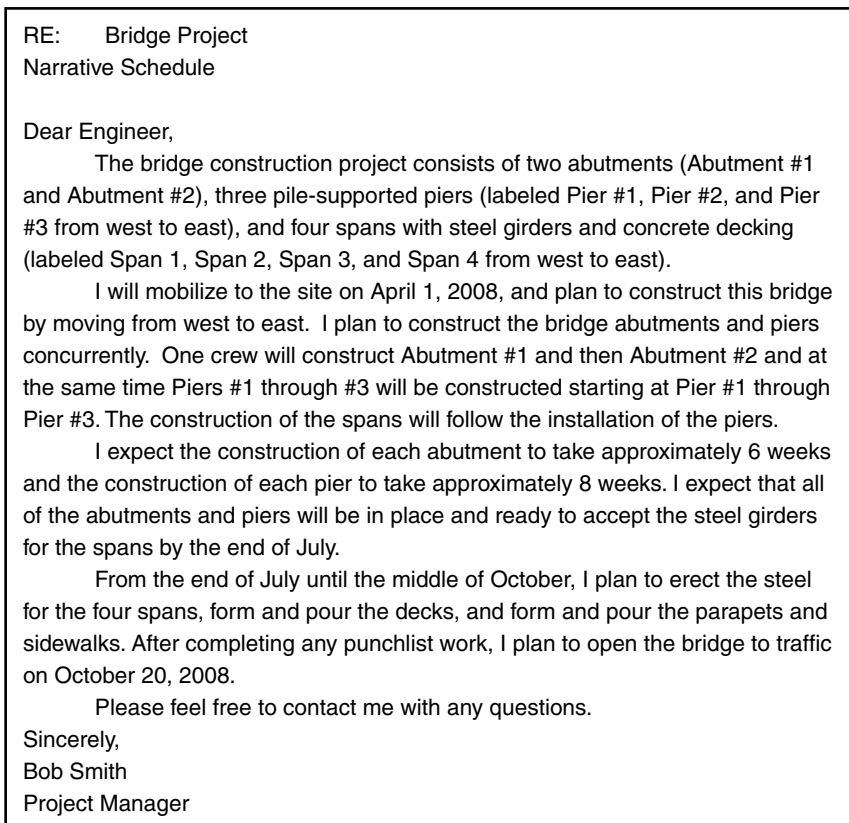 RE: Bridge Project
Narrative Schedule
Dear Engineer,
The bridge construction project consists of two abutments (Abutment #1
and Abutment #2), three pile-supported piers (labeled Pier #1, Pier #2, and Pier
#3 from west to east), and four spans with steel girders and concrete decking
(labeled Span 1, Span 2, Span 3, and Span 4 from west to east).
I will mobilize to the site on April 1, 2008, and plan to construct this bridge
by moving from west to east. I plan to construct the bridge abutments and piers
concurrently. One crew will construct Abutment #1 and then Abutment #2 and at
the same time Piers #1 through #3 will be constructed starting at Pier #1 through
Pier #3. The construction of the spans will follow the installation of the piers.
I expect the construction of each abutment to take approximately 6 weeks
and the construction of each pier to take approximately 8 weeks. I expect that all
of the abutments and piers will be in place and ready to accept the steel girders
for the spans by the end of July.
From the end of July until the middle of October, I plan to erect the steel
for the four spans, form and pour the decks, and form and pour the parapets and
sidewalks. After completing any punchlist work, I plan to open the bridge to traffic
on October 20, 2008.
Please feel free to contact me with any questions.
Sincerely,
Bob Smith
Project Manager